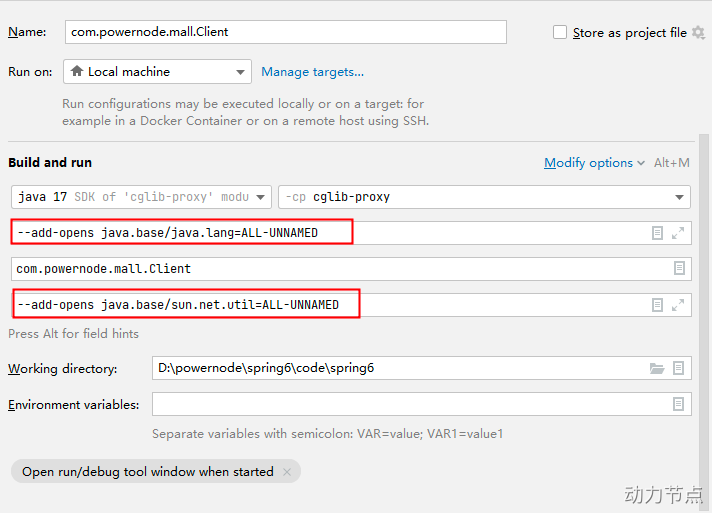 Name: com.powernode.mall.Client Store as project file
Run on: Local machine Manage targets...
Run configurations may be executed locally or on a target: for
example in a Docker Container or on a remote host using SSH.
Build and run Modify options Alt+M
java 17 SDK of 'cglib-proxy' modu -cp cglib-proxy
--add-opens java.base/java.lang=ALL-UNNAMED
com.powernode.mall.Client
--add-opens java.base/sun.net.util=ALL-UNNAMED
Press Alt for field hints
Working directory: D:\powernode\spring6\code\spring6
Environment variables:
Separate variables with semicolon: VAR=value; VAR1=value1
Open run/debug tool window when started ×
动力节点